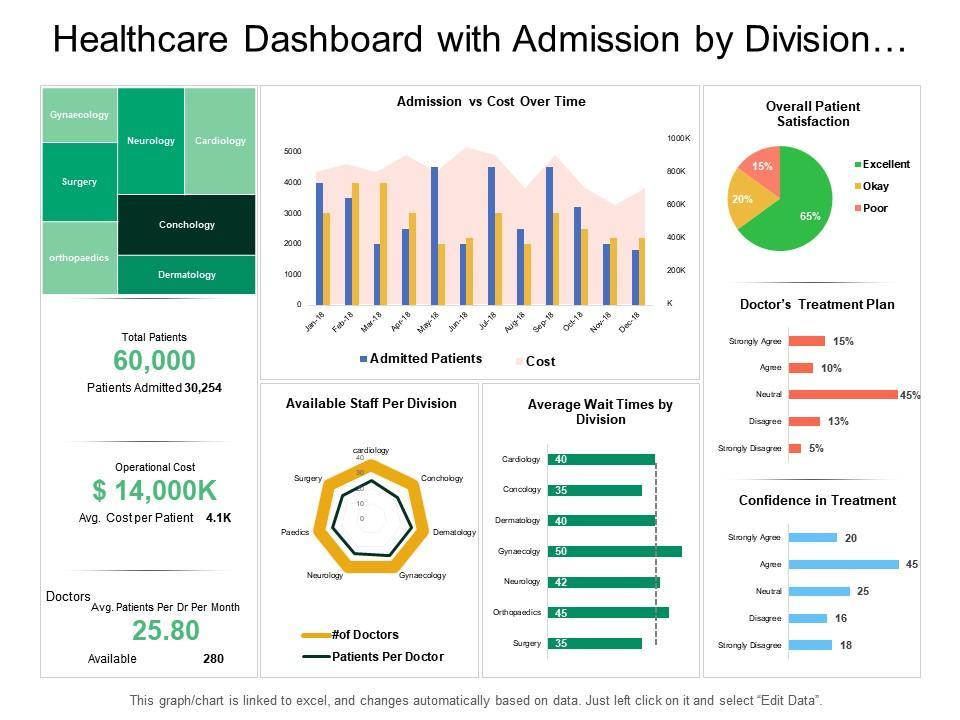 Healthcare Dashboard with Admission by Division…
Gynaecology
Neurology
Cardiology
Surgery
Conchology
orthopaedics
Dermatology
Total Patients
60,000
Patients Admitted 30,254
Operational Cost
$ 14,000K
Avg. Cost per Patient 4.1K
Doctors
Avg. Patients Per Dr Per Month
25.80
Available 280
Admission vs Cost Over Time
5000
4000
3000
2000
1000
0
1000K
800K
600K
400K
200K
K
Jan-18
Feb-18
Mar-18
Apr-18
May-18
Jun-18
Jul-18
Aug-18
Sep-18
Oct-18
Nov-18
Dec-18
Admitted Patients
Cost
Available Staff Per Division
cardiology
40
30
20
10
0
Surgery
Conchology
Paedics
Dermatology
Neurology
Gynaecology
#of Doctors
Patients Per Doctor
Average Wait Times by
Division
Cardiology 40
Concology 35
Dermatology 40
Gynaecolgy 50
Neurology 42
Orthopaedics 45
Surgery 35
Overall Patient
Satisfaction
15%
20%
65%
Excellent
Okay
Poor
Doctor’s Treatment Plan
Strongly Agree 15%
Agree 10%
Neutral 45%
Disagree 13%
Strongly Disagree 5%
Confidence in Treatment
Strongly Agree 20
Agree 45
Neutral 25
Disagree 16
Strongly Disagree 18
This graph/chart is linked to excel, and changes automatically based on data. Just left click on it and select “Edit Data”.